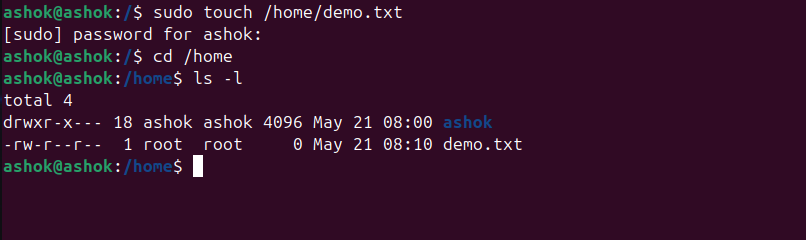 ashok@ashok:/$ sudo touch /home/demo.txt
[sudo] password for ashok:
ashok@ashok:/$ cd /home
ashok@ashok:/home$ ls -l
total 4
drwxr-x--- 18 ashok ashok 4096 May 21 08:00 ashok
-rw-r--r--  1 root  root     0 May 21 08:10 demo.txt
ashok@ashok:/home$